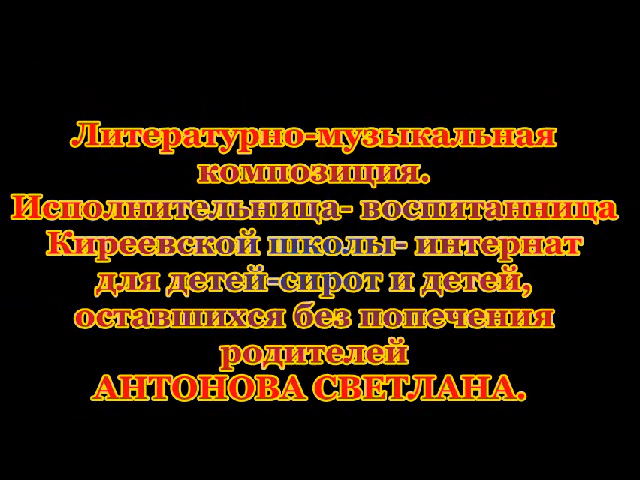 Литературно-музыкальная
композиция.
Исполнительница- воспитанница
Киреевской школы- интернат
для детей-сирот и детей,
оставшихся без попечения
родителей
АНТОНОВА СВЕТЛАНА.